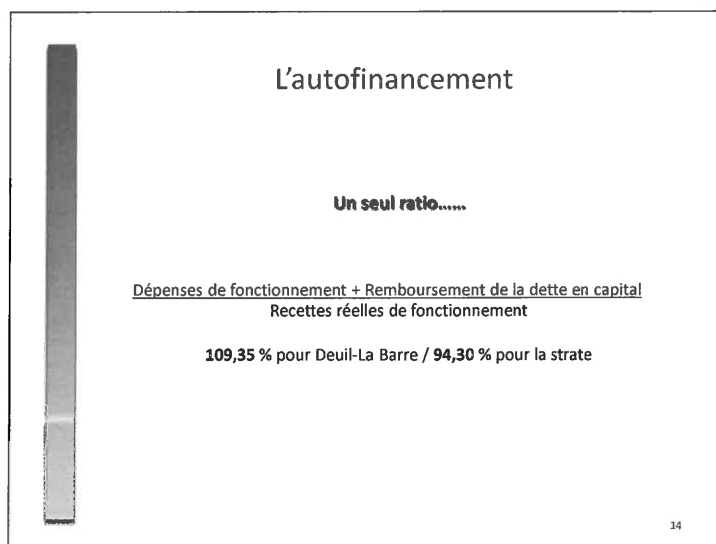 L'autofinancement
Un seul ratio......
Dépenses de fonctionnement + Remboursement de la dette en capital
Recettes réelles de fonctionnement
109,35 % pour Deuil-La Barre / 94,30 % pour la strate
14